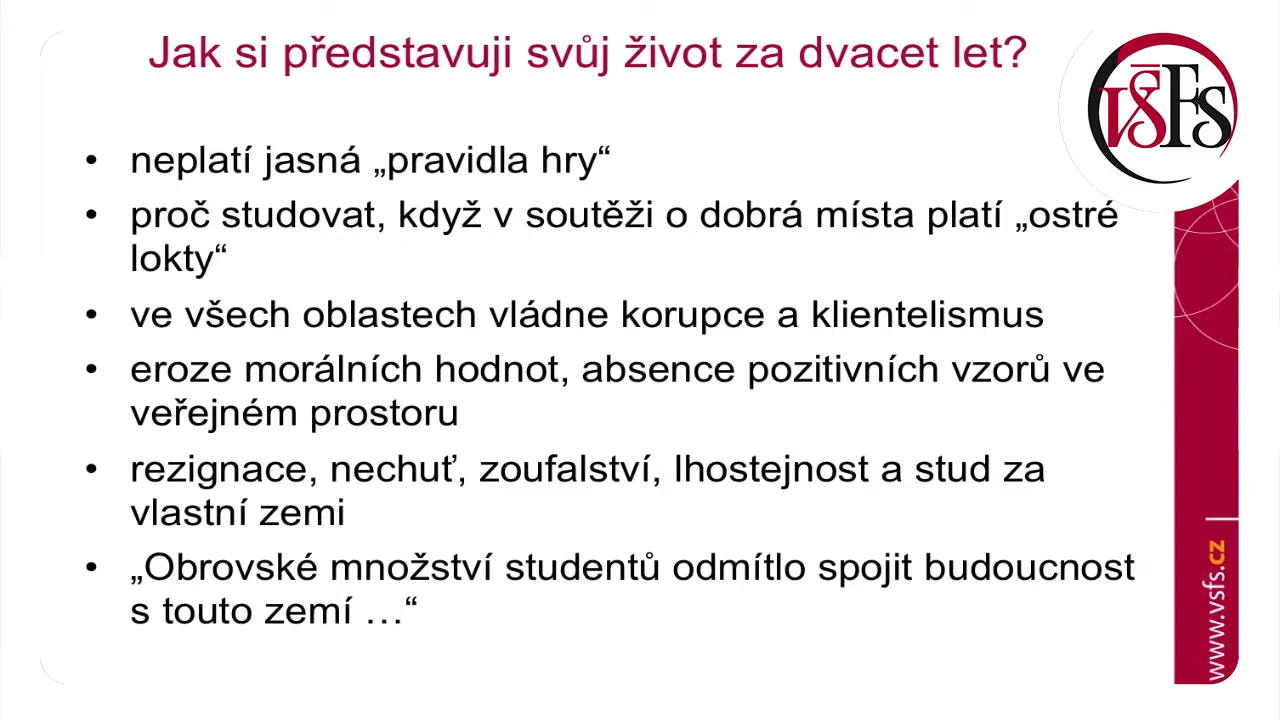 Jak si představuji svůj život za dvacet let?
VŠFS
• neplatí jasná „pravidla hry“
• proč studovat, když v soutěži o dobrá místa platí „ostré
lokty“
• ve všech oblastech vládne korupce a klientelismus
• eroze morálních hodnot, absence pozitivních vzorů ve
veřejném prostoru
• rezignace, nechuť, zoufalství, lhostejnost a stud za
vlastní zemi
• „Obrovské množství studentů odmítlo spojit budoucnost
s touto zemí …“
www.vsfs.cz